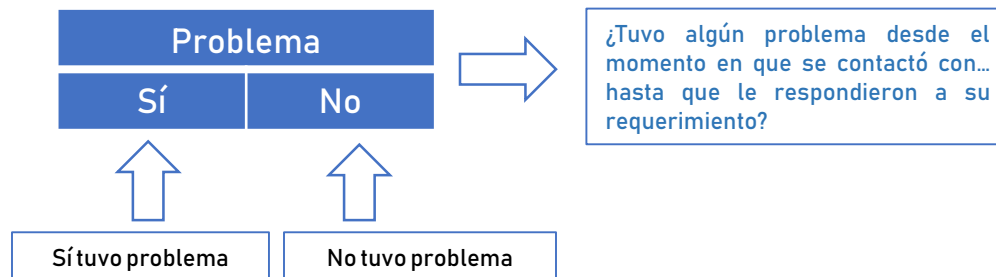 Problema
Sí No
¿Tuvo algún problema desde el
momento en que se contactó con...
hasta que le respondieron a su
requerimiento?
Sí tuvo problema
No tuvo problema